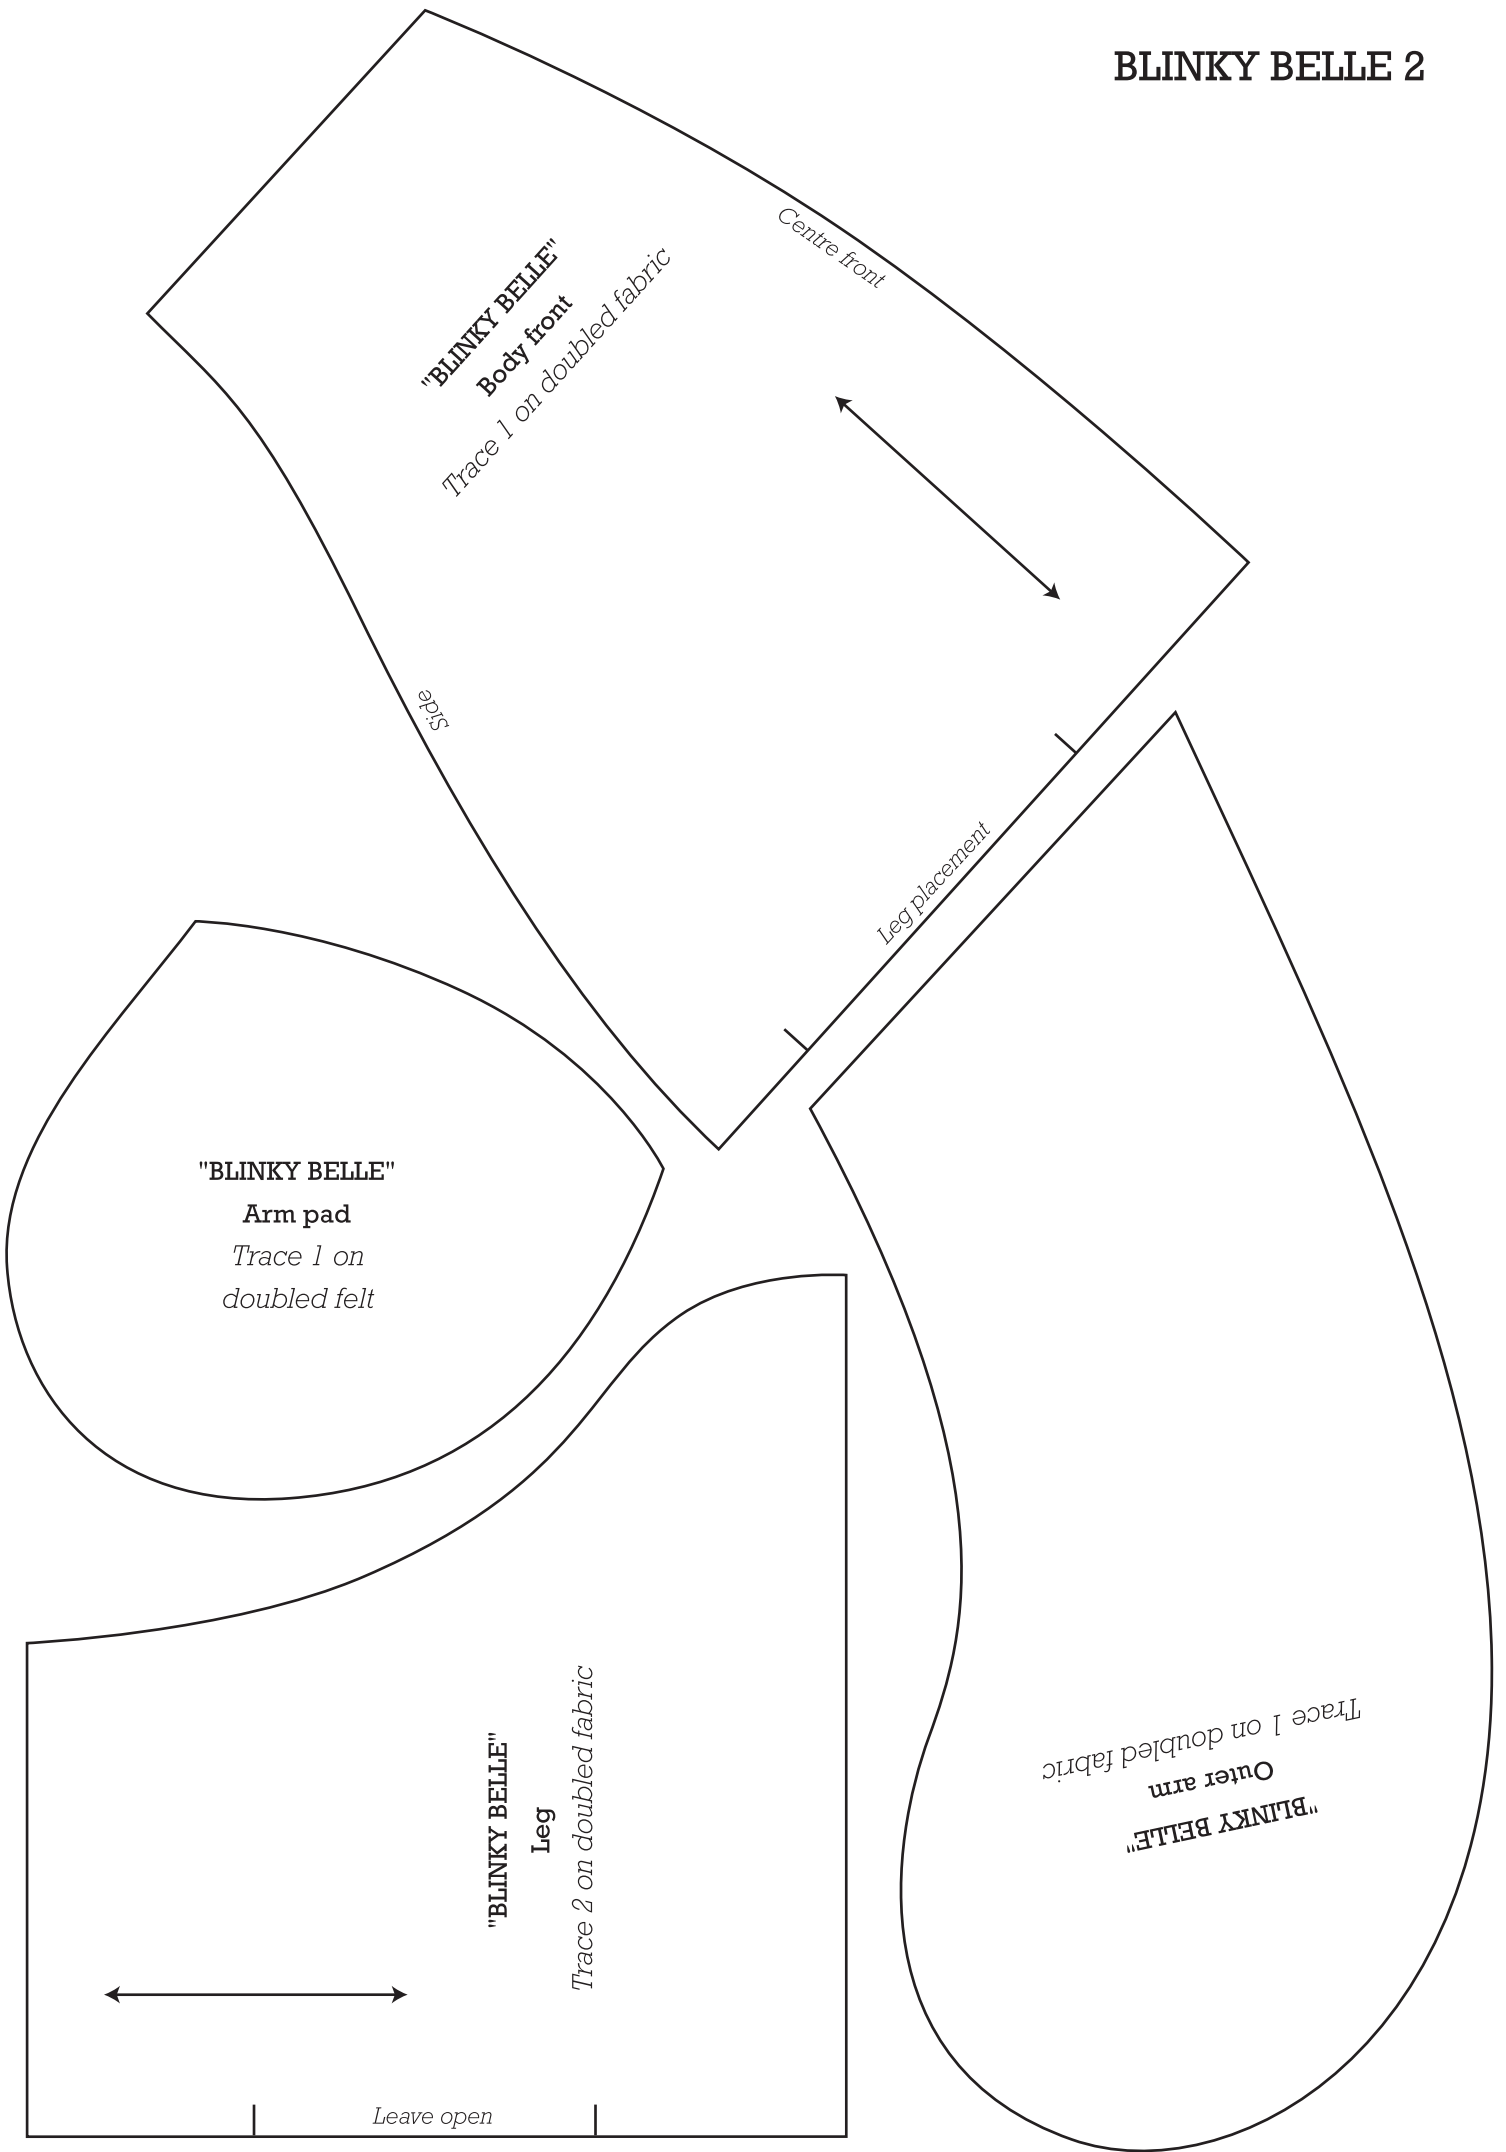 BLINKY BELLE 2
"BLINKY BELLE"
Body front
Trace 1 on doubled fabric
Centre front
Side
Leg placement
"BLINKY BELLE"
Arm pad
Trace 1 on
doubled felt
"BLINKY BELLE"
Leg
Trace 2 on doubled fabric
Leave open
"BLINKY BELLE"
Outer arm
Trace 1 on doubled fabric